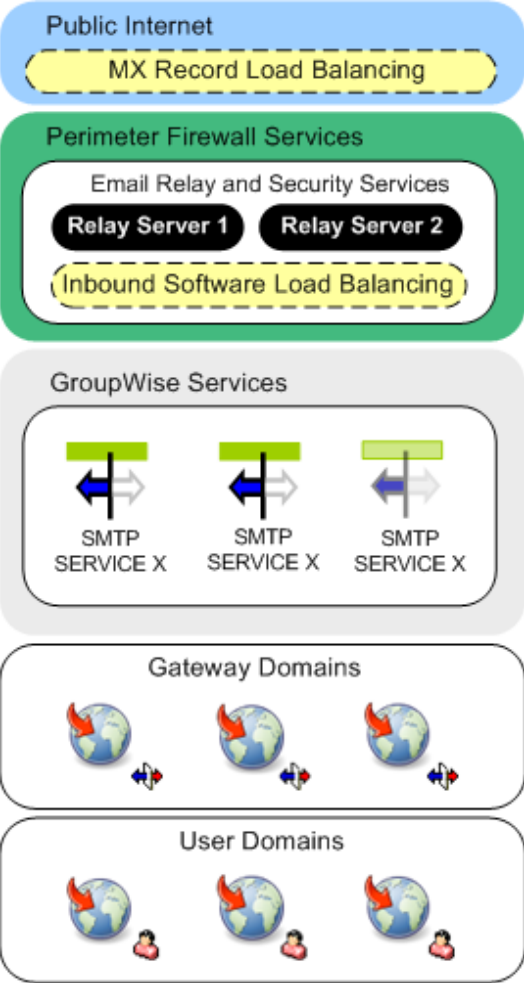 Public Internet
MX Record Load Balancing
Perimeter Firewall Services
Email Relay and Security Services
Relay Server 1
Relay Server 2
Inbound Software Load Balancing
GroupWise Services
SMTP
SERVICE X
SMTP
SERVICE X
SMTP
SERVICE X
Gateway Domains
User Domains